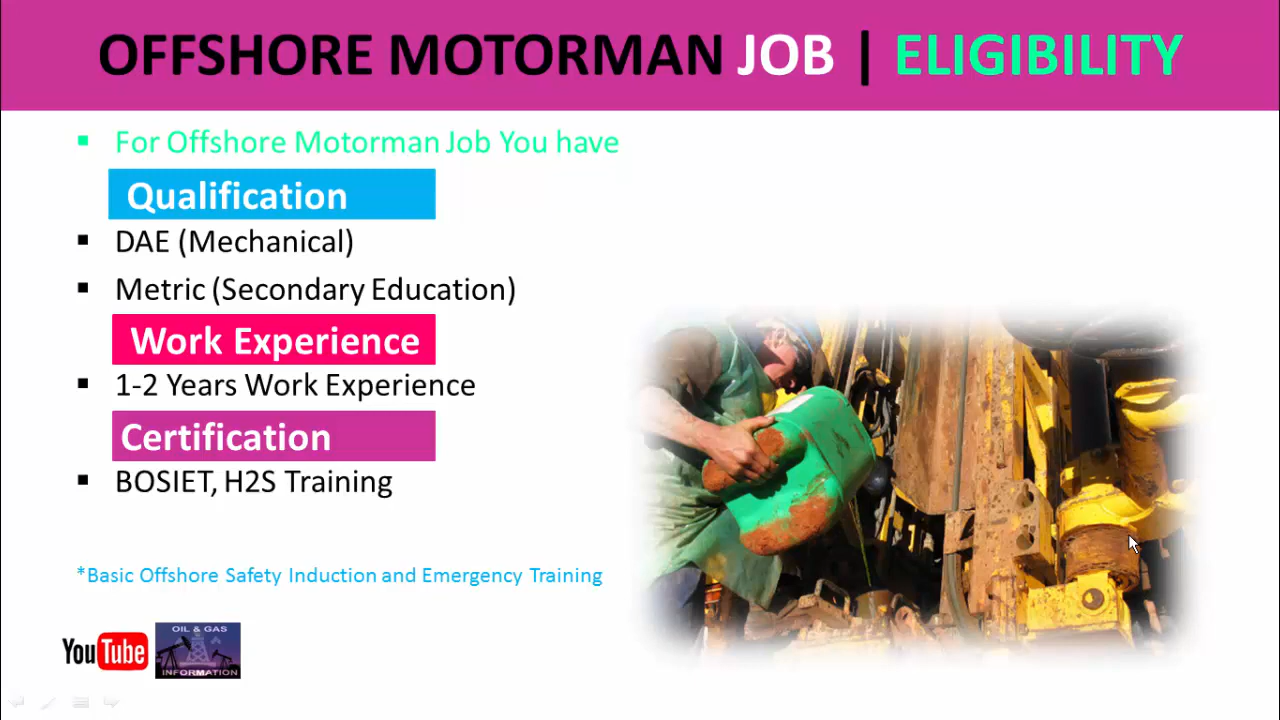 OFFSHORE MOTORMAN JOB | ELIGIBILITY
For Offshore Motorman Job You have
Qualification
DAE (Mechanical)
Metric (Secondary Education)
Work Experience
1-2 Years Work Experience
Certification
BOSIET, H2S Training
*Basic Offshore Safety Induction and Emergency Training
YouTube
OIL & GAS
INFORMATION